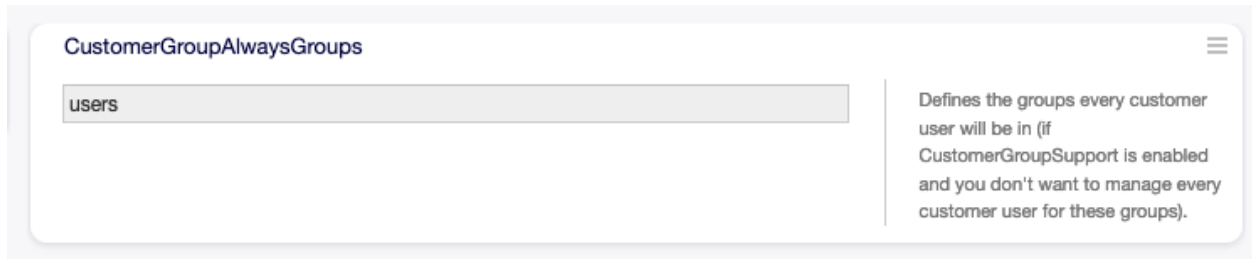 CustomerGroupAlwaysGroups
users
Defines the groups every customer
user will be in (if
CustomerGroupSupport is enabled
and you don't want to manage every
customer user for these groups).